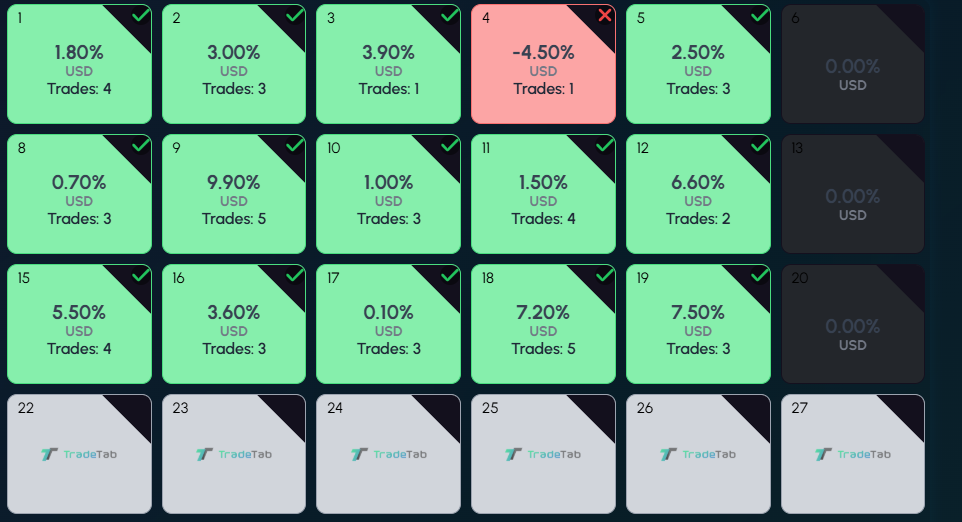 1
1.80%
USD
Trades: 4
2
3.00%
USD
Trades: 3
3
3.90%
USD
Trades: 1
4
-4.50%
USD
Trades: 1
5
2.50%
USD
Trades: 3
6
0.00%
USD
8
0.70%
USD
Trades: 3
9
9.90%
USD
Trades: 5
10
1.00%
USD
Trades: 3
11
1.50%
USD
Trades: 4
12
6.60%
USD
Trades: 2
13
0.00%
USD
15
5.50%
USD
Trades: 4
16
3.60%
USD
Trades: 3
17
0.10%
USD
Trades: 3
18
7.20%
USD
Trades: 5
19
7.50%
USD
Trades: 3
20
0.00%
USD
22
TradeTab
23
TradeTab
24
TradeTab
25
TradeTab
26
TradeTab
27
TradeTab